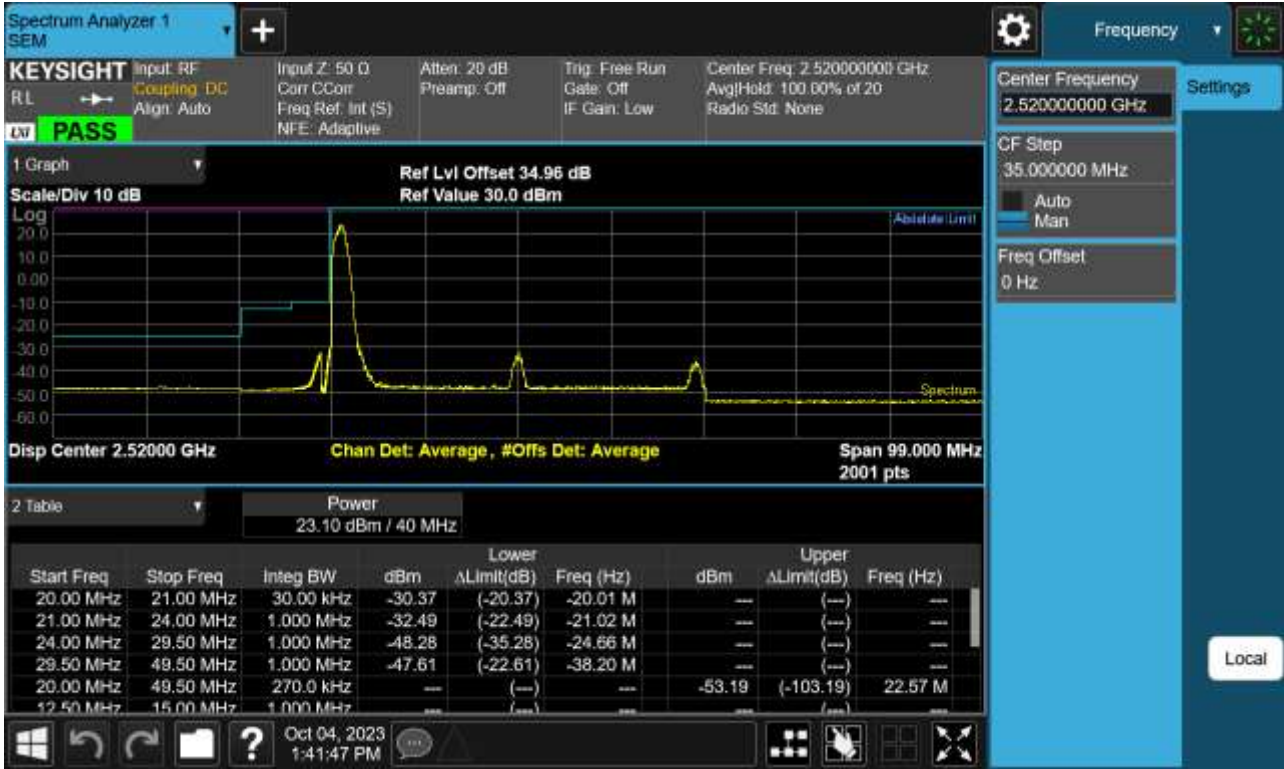 Spectrum Analyzer 1
SEM
Frequency
KEYSIGHT
RL
LXI
PASS
Input: RF
Coupling: DC
Align: Auto
Input Z: 50 Ω
Corr CCorr
Freq Ref: Int (S)
NFE: Adaptive
Atten: 20 dB
Preamp: Off
Trig: Free Run
Gate: Off
IF Gain: Low
Center Freq: 2.520000000 GHz
Avg|Hold: 100.00% of 20
Radio Std: None
Center Frequency
2.520000000 GHz
Settings
CF Step
35.000000 MHz
Auto
Man
Freq Offset
0 Hz
Local
1 Graph
Scale/Div 10 dB
Ref Lvl Offset 34.96 dB
Ref Value 30.0 dBm
Log
Absolute Limit
20.0
10.0
0.00
-10.0
-20.0
-30.0
-40.0
-50.0
-60.0
Spectrum
Disp Center 2.52000 GHz
Chan Det: Average, #Offs Det: Average
Span 99.000 MHz
2001 pts
2 Table
Power
23.10 dBm / 40 MHz
Lower Upper
Start Freq Stop Freq Integ BW dBm ΔLimit(dB) Freq (Hz) dBm ΔLimit(dB) Freq (Hz)
20.00 MHz 21.00 MHz 30.00 kHz -30.37 (-20.37) -20.01 M --- (---) ---
21.00 MHz 24.00 MHz 1.000 MHz -32.49 (-22.49) -21.02 M --- (---) ---
24.00 MHz 29.50 MHz 1.000 MHz -48.28 (-35.28) -24.66 M --- (---) ---
29.50 MHz 49.50 MHz 1.000 MHz -47.61 (-22.61) -38.20 M --- (---) ---
20.00 MHz 49.50 MHz 270.0 kHz --- (---) --- -53.19 (-103.19) 22.57 M
12.50 MHz 15.00 MHz 1.000 MHz --- (---) --- --- (---) ---
Oct 04, 2023
1:41:47 PM